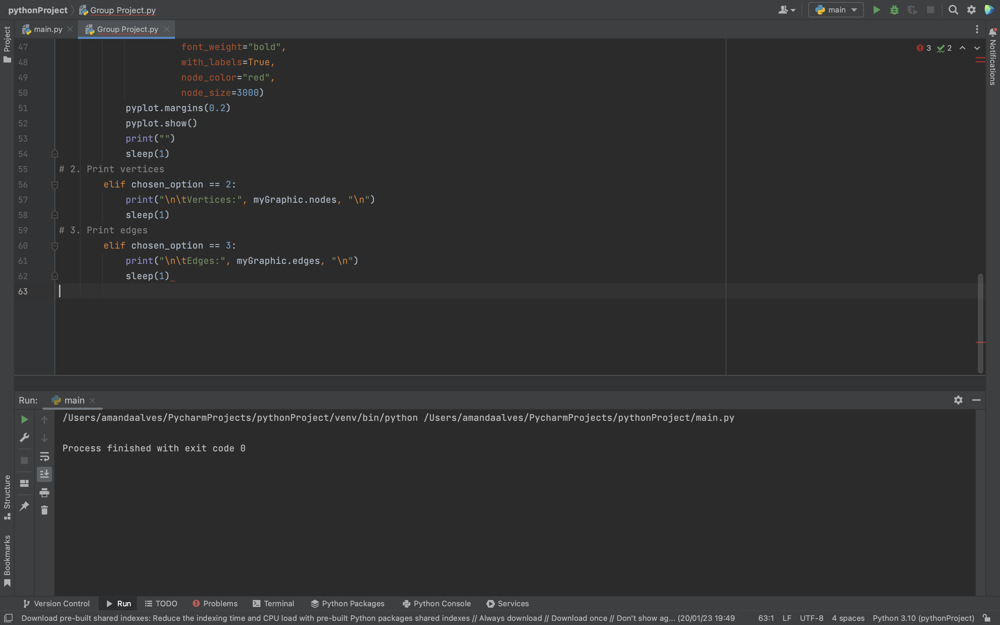 pythonProject Group Project.py main
main.py Group Project.py
Project
Notifications
3 2
47 font_weight="bold",
48 with_labels=True,
49 node_color="red",
50 node_size=3000)
51 pyplot.margins(0.2)
52 pyplot.show()
53 print("")
54 sleep(1)
55 # 2. Print vertices
56 elif chosen_option == 2:
57 print("\n\tVertices:", myGraphic.nodes, "\n")
58 sleep(1)
59 # 3. Print edges
60 elif chosen_option == 3:
61 print("\n\tEdges:", myGraphic.edges, "\n")
62 sleep(1)
63
Run: main
/Users/amandaalves/PycharmProjects/pythonProject/venv/bin/python /Users/amandaalves/PycharmProjects/pythonProject/main.py
Process finished with exit code 0
Structure
Bookmarks
Version Control Run TODO Problems Terminal Python Packages Python Console Services
Download pre-built shared indexes: Reduce the indexing time and CPU load with pre-built Python packages shared indexes // Always download // Download once // Don't show ag... (20/01/23 19:49) 63:1 LF UTF-8 4 spaces Python 3.10 (pythonProject)